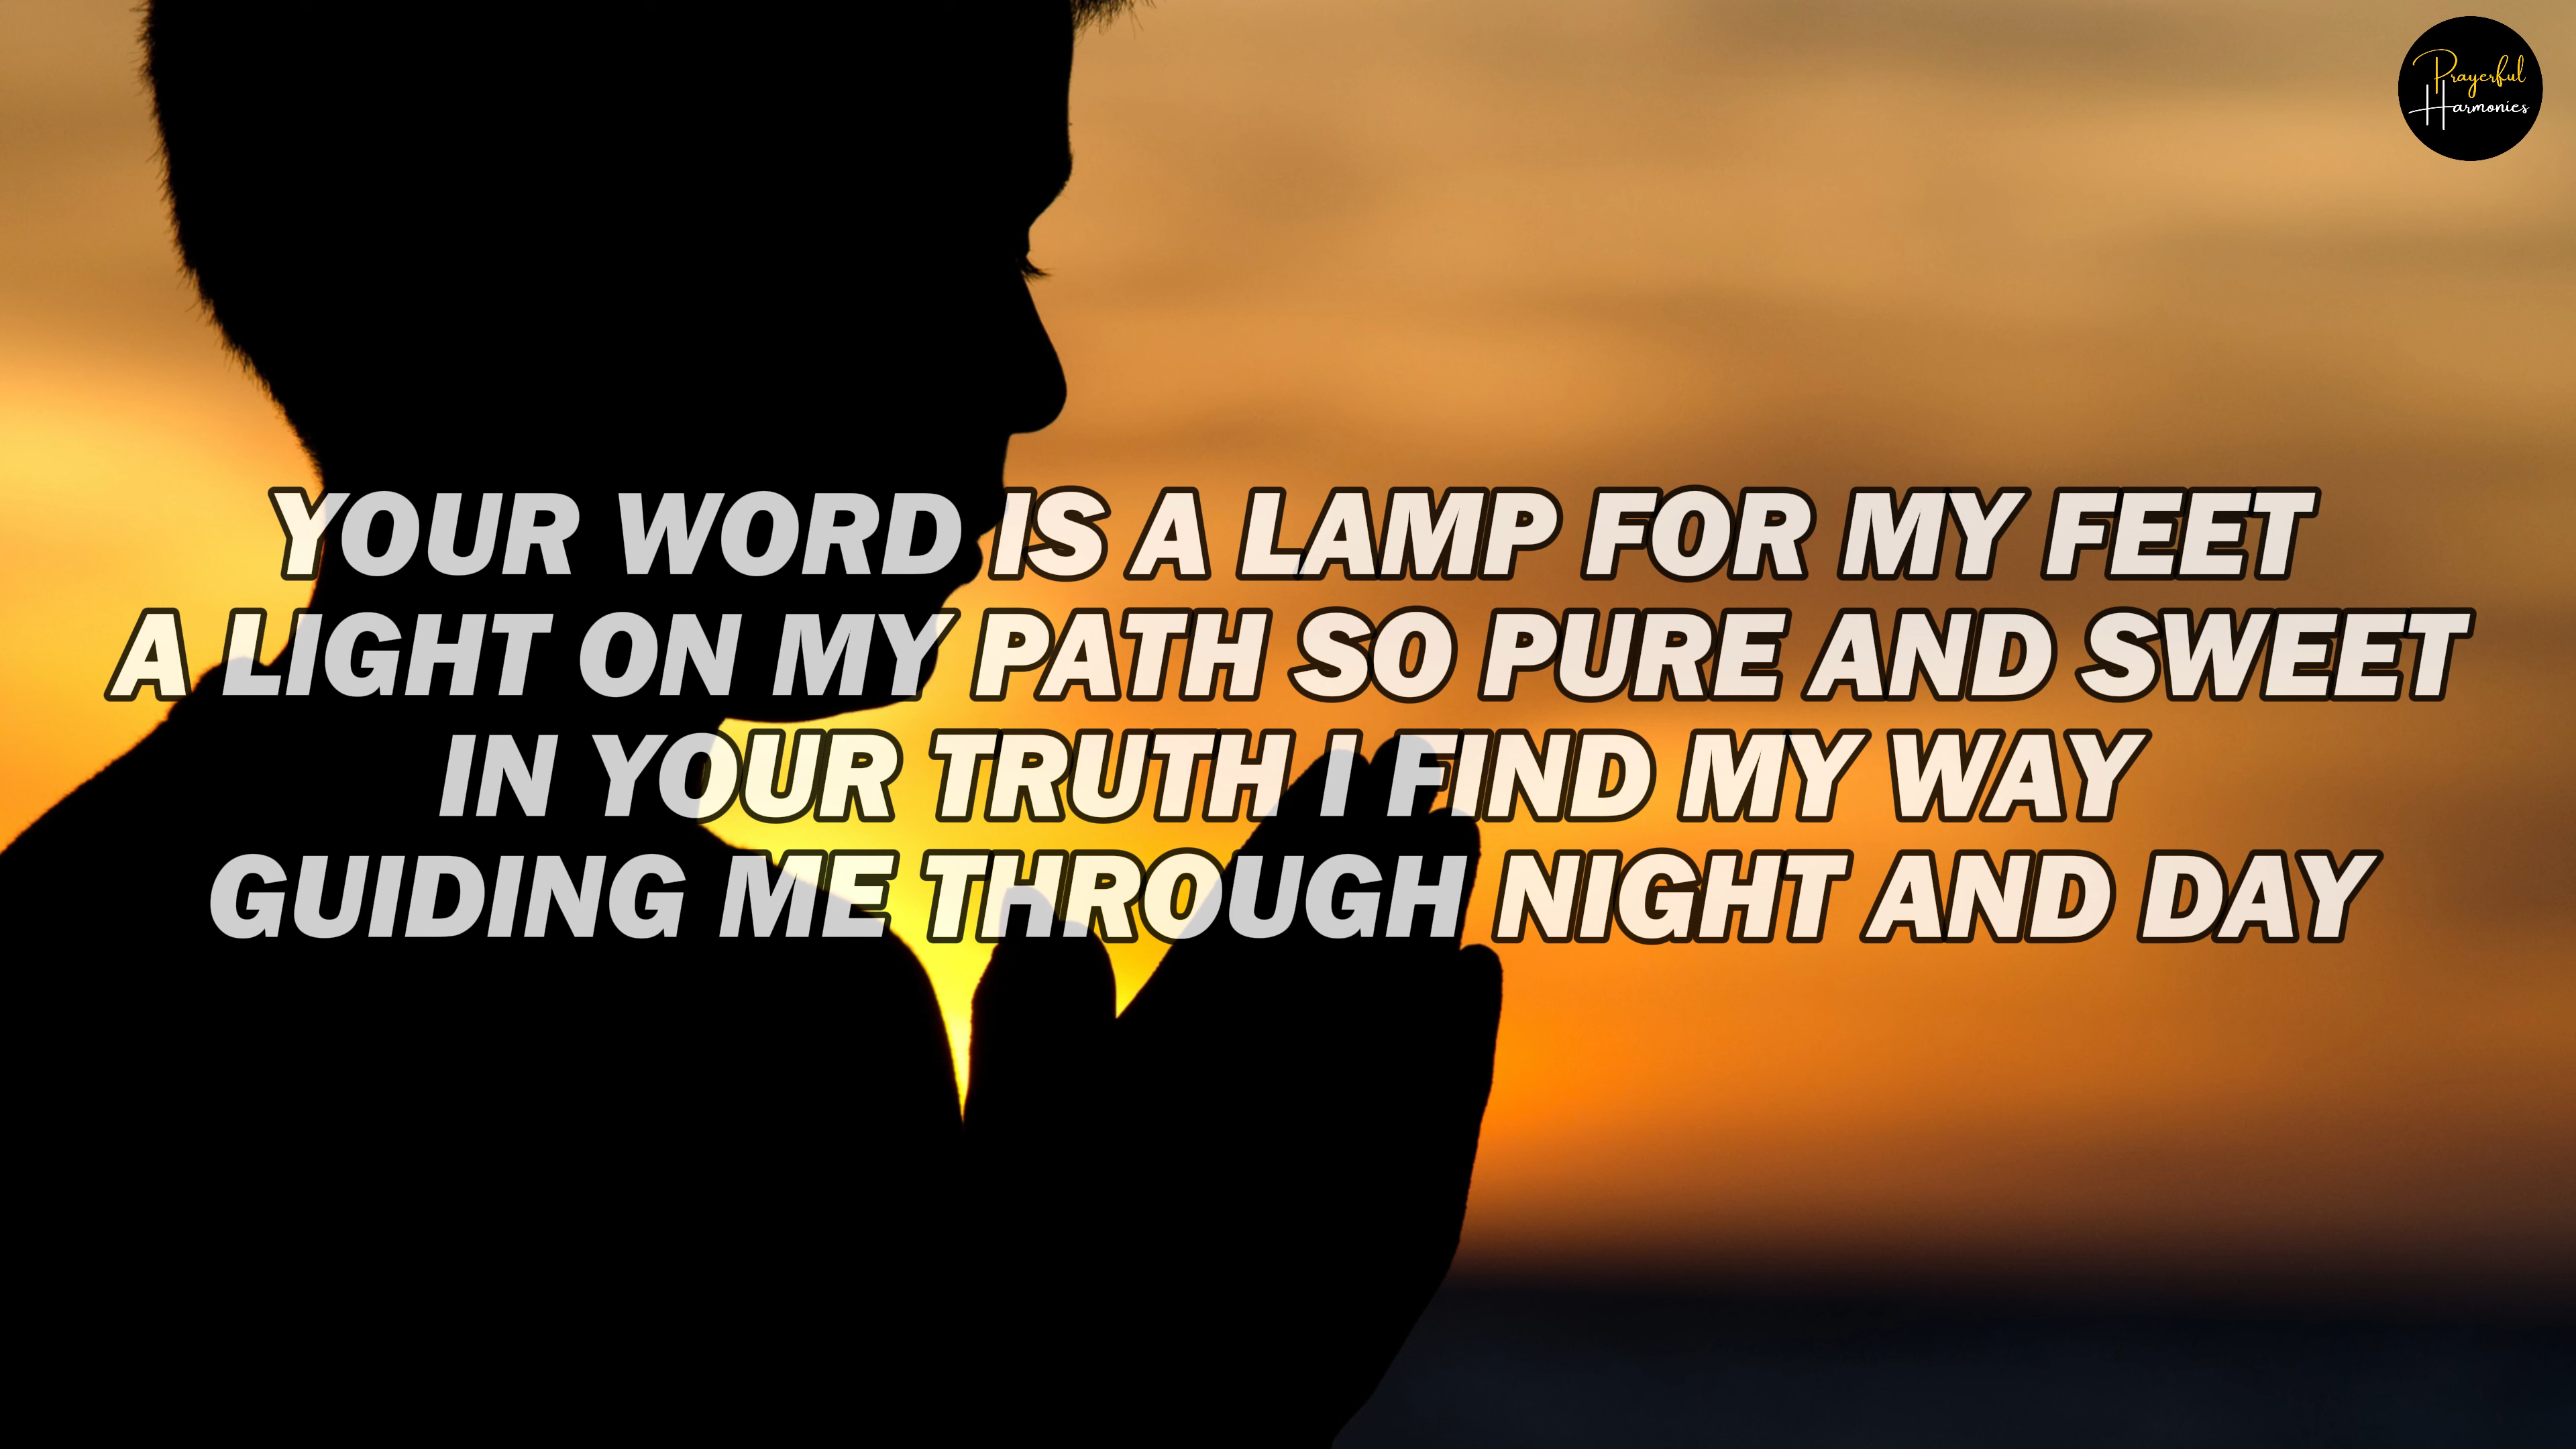 Prayerful
Harmonies
YOUR WORD IS A LAMP FOR MY FEET
A LIGHT ON MY PATH SO PURE AND SWEET
IN YOUR TRUTH I FIND MY WAY
GUIDING ME THROUGH NIGHT AND DAY